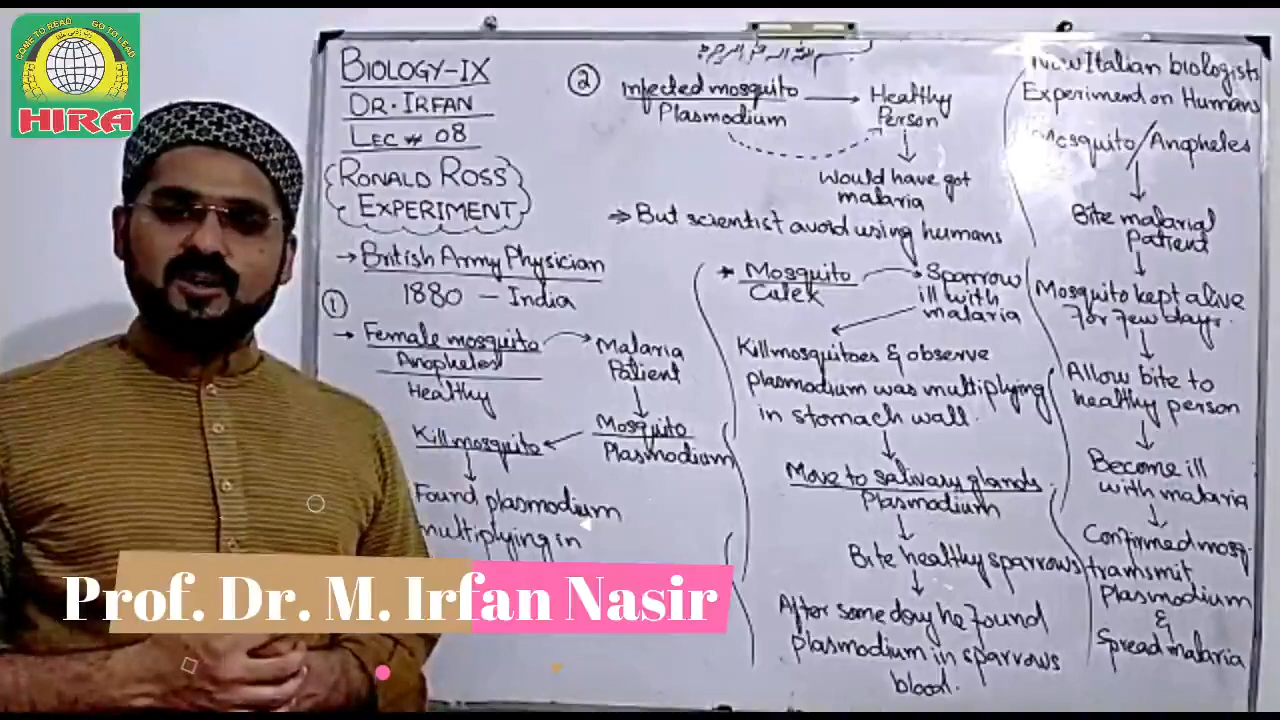 COME TO READ GO TO LEAD
HIRA
BIOLOGY-IX
DR. IRFAN
LEC # 08
RONALD ROSS
EXPERIMENT
→ British Army Physician
1880 — India
①
→ Female mosquito → Malaria
Patient
Anopheles
Healthy
Mosquito
Plasmodium
Kill mosquito
Found plasmodium
multiplying in
②
Infected mosquito → Healthy
Person
Plasmodium
Would have got
malaria
⇒ But scientist avoid using humans
* Mosquito → Sparrow
ill with
malaria
Culex
Kill mosquitoes & observe
plasmodium was multiplying
in stomach wall.
Move to salivary glands.
Plasmodium
Bite healthy sparrows
After some day he found
plasmodium in sparrows
blood.
Now Italian biologists
Experiment on Humans
Mosquito/Anopheles
Bite malarial
Patient
Mosquito kept alive
for few days.
Allow bite to
healthy person
Become ill
with malaria
Confirmed mosq.
transmit
Plasmodium
&
Spread malaria
Prof. Dr. M. Irfan Nasir